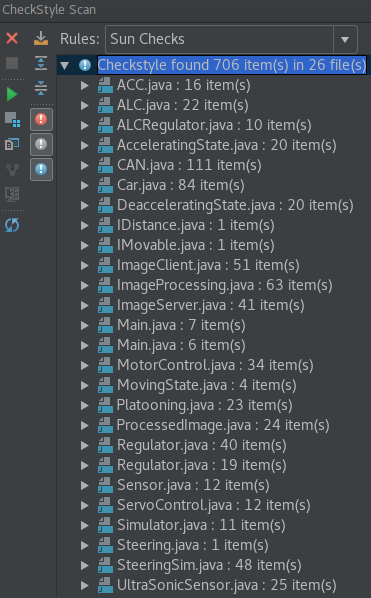 CheckStyle Scan
Rules: Sun Checks
Checkstyle found 706 item(s) in 26 file(s)
ACC.java : 16 item(s)
ALC.java : 22 item(s)
ALCRegulator.java : 10 item(s)
AcceleratingState.java : 20 item(s)
CAN.java : 111 item(s)
Car.java : 84 item(s)
DeacceleratingState.java : 20 item(s)
IDistance.java : 1 item(s)
IMovable.java : 1 item(s)
ImageClient.java : 51 item(s)
ImageProcessing.java : 63 item(s)
ImageServer.java : 41 item(s)
Main.java : 7 item(s)
Main.java : 6 item(s)
MotorControl.java : 34 item(s)
MovingState.java : 4 item(s)
Platooning.java : 23 item(s)
ProcessedImage.java : 24 item(s)
Regulator.java : 40 item(s)
Regulator.java : 19 item(s)
Sensor.java : 12 item(s)
ServoControl.java : 12 item(s)
Simulator.java : 11 item(s)
Steering.java : 1 item(s)
SteeringSim.java : 48 item(s)
UltraSonicSensor.java : 25 item(s)